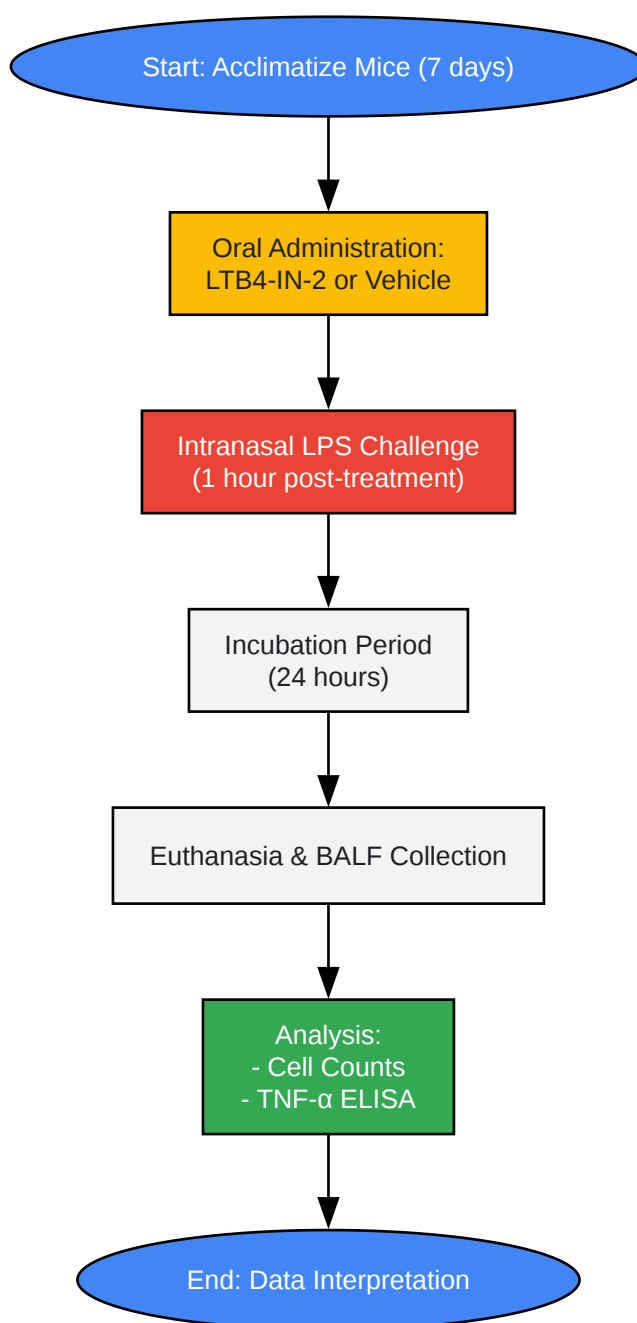 Start: Acclimatize Mice (7 days)
Oral Administration:
LTB4-IN-2 or Vehicle
Intranasal LPS Challenge
(1 hour post-treatment)
Incubation Period
(24 hours)
Euthanasia & BALF Collection
Analysis:
- Cell Counts
- TNF-α ELISA
End: Data Interpretation